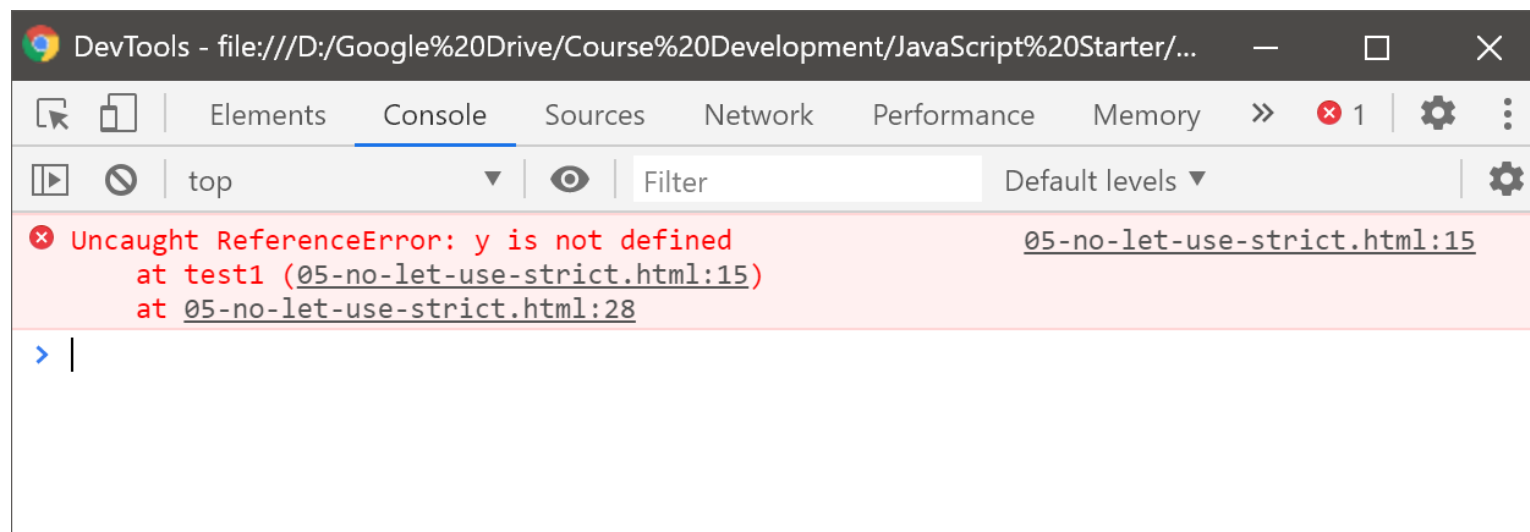 DevTools - file:///D:/Google%20Drive/Course%20Development/JavaScript%20Starter/...
Elements Console Sources Network Performance Memory 1
top Filter Default levels
Uncaught ReferenceError: y is not defined 05-no-let-use-strict.html:15
at test1 (05-no-let-use-strict.html:15)
at 05-no-let-use-strict.html:28